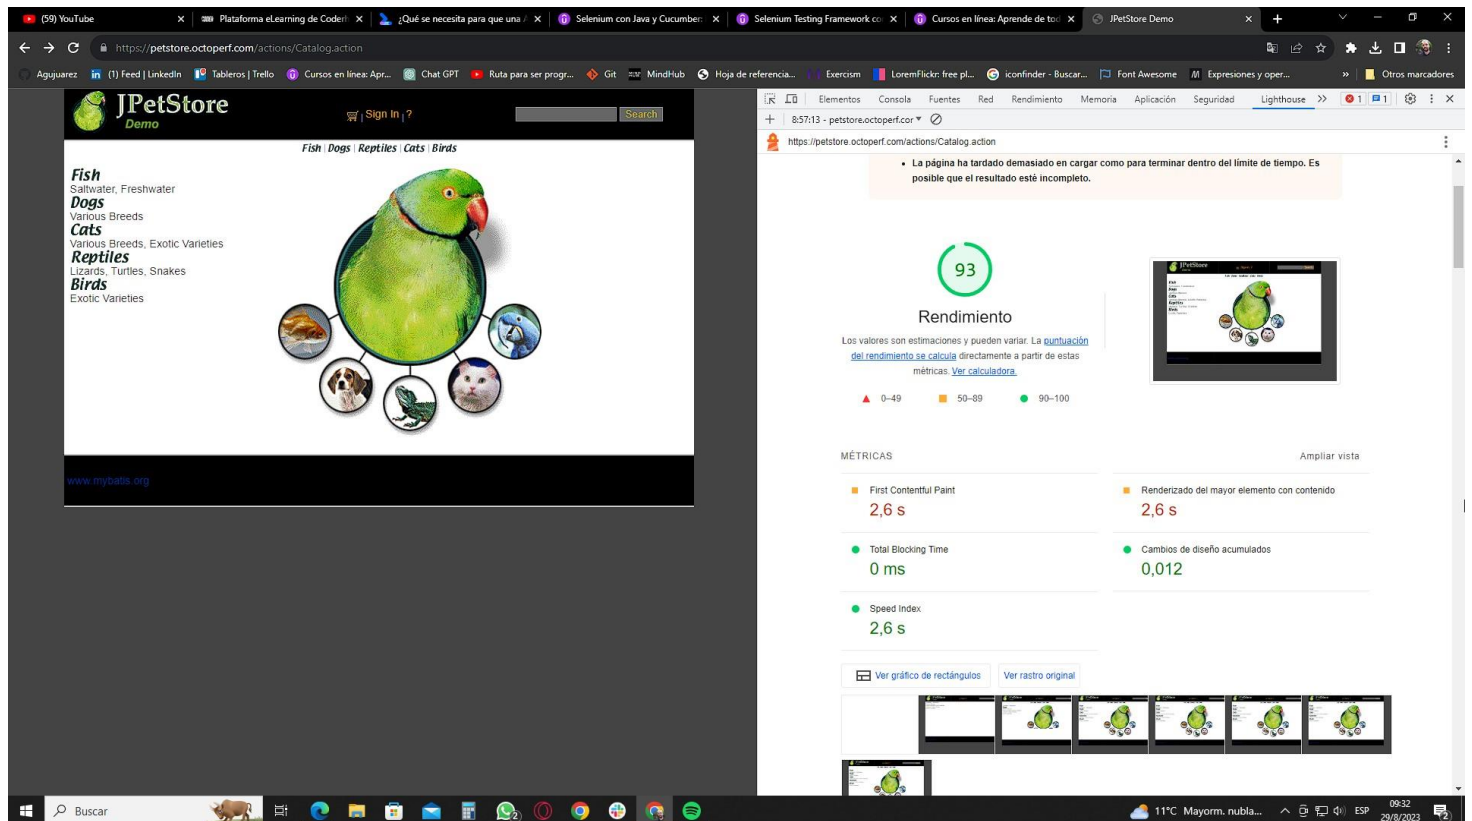 (59) YouTube
Plataforma eLearning de Coderh
¿Qué se necesita para que una A
Selenium con Java y Cucumber:
Selenium Testing Framework co
Cursos en línea: Aprende de tod
JPetStore Demo
https://petstore.octoperf.com/actions/Catalog.action
Agujuarez
(1) Feed | LinkedIn
Tableros | Trello
Cursos en línea: Apr...
Chat GPT
Ruta para ser progr...
Git
MindHub
Hoja de referencia...
Exercism
LoremFlickr: free pl...
iconfinder - Buscar...
Font Awesome
Expresiones y oper...
»
Otros marcadores
JPetStore
Demo
Sign In | ?
Search
Fish | Dogs | Reptiles | Cats | Birds
Fish
Saltwater, Freshwater
Dogs
Various Breeds
Cats
Various Breeds, Exotic Varieties
Reptiles
Lizards, Turtles, Snakes
Birds
Exotic Varieties
www.mybatis.org
Elementos
Consola
Fuentes
Red
Rendimiento
Memoria
Aplicación
Seguridad
Lighthouse
1
1
8:57:13 - petstore.octoperf.cor
https://petstore.octoperf.com/actions/Catalog.action
• La página ha tardado demasiado en cargar como para terminar dentro del límite de tiempo. Es
posible que el resultado esté incompleto.
93
Rendimiento
Los valores son estimaciones y pueden variar. La puntuación
del rendimiento se calcula directamente a partir de estas
métricas. Ver calculadora.
0–49
50–89
90–100
MÉTRICAS
Ampliar vista
First Contentful Paint
2,6 s
Renderizado del mayor elemento con contenido
2,6 s
Total Blocking Time
0 ms
Cambios de diseño acumulados
0,012
Speed Index
2,6 s
Ver gráfico de rectángulos
Ver rastro original
Buscar
11°C Mayorm. nubla...
ESP
09:32
29/8/2023